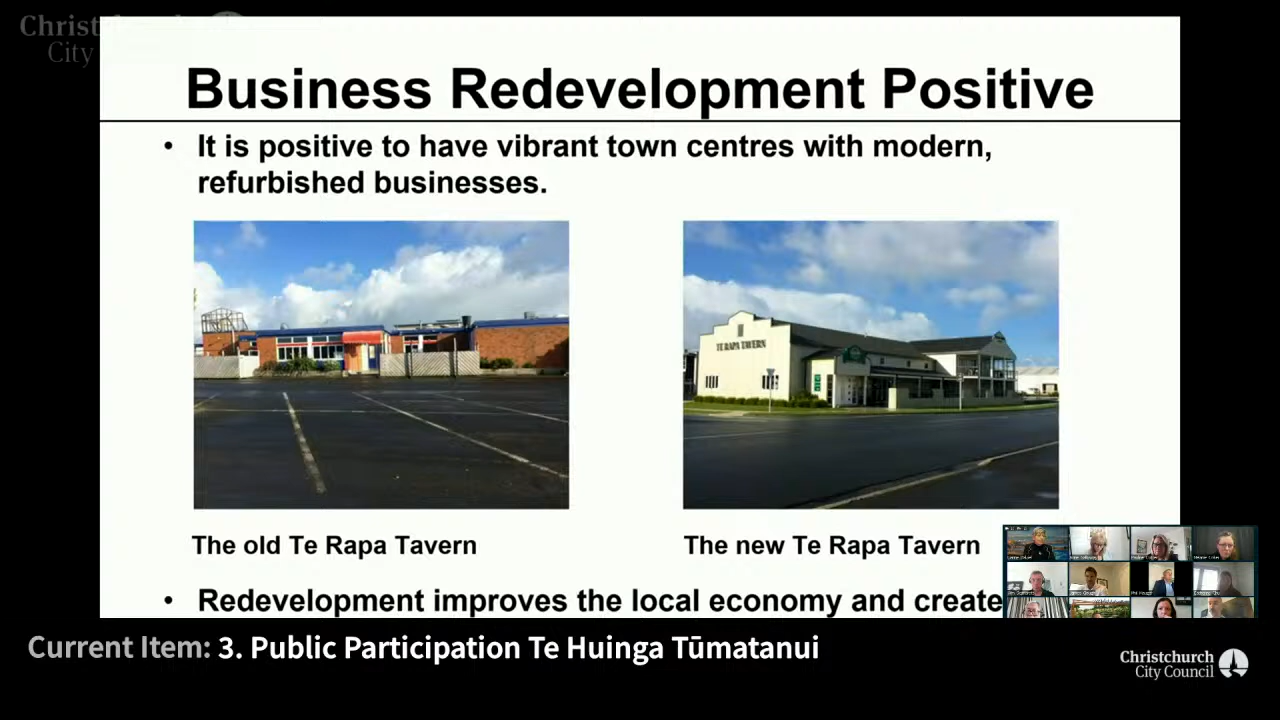 Christchurch
City
Business Redevelopment Positive
• It is positive to have vibrant town centres with modern,
refurbished businesses.
TE RAPA TAVERN
The old Te Rapa Tavern
The new Te Rapa Tavern
• Redevelopment improves the local economy and create
Current Item: 3. Public Participation Te Huinga Tūmatanui
Christchurch
City Council